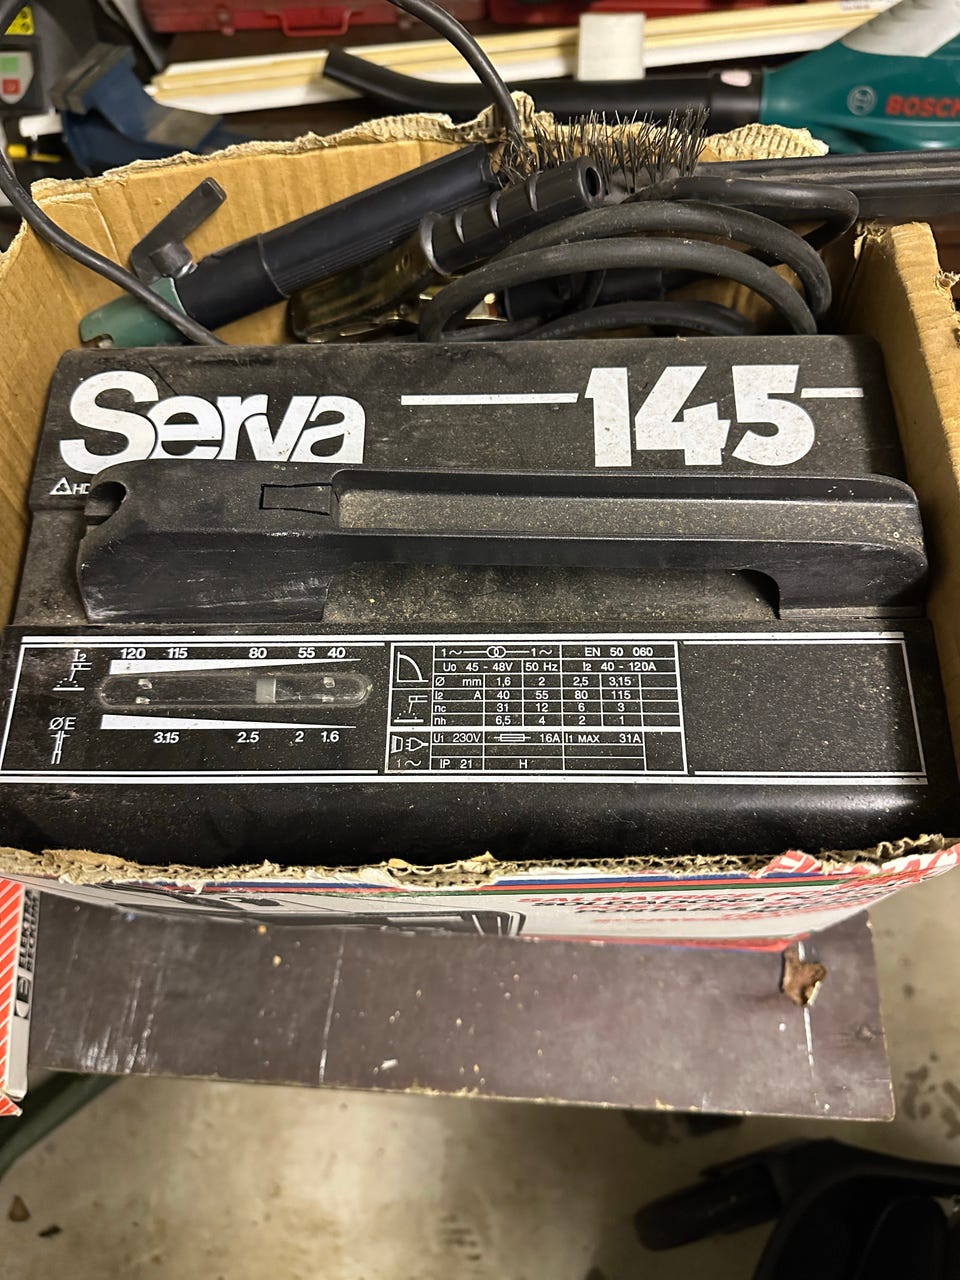 BOSCH
Serva
145
HD
I2
120 115 80 55 40
ØE
3.15 2.5 2 1.6
1~ 1~ EN 50 060
U0 45 - 48V 50 Hz I2 40 - 120A
Ø mm 1,6 2 2,5 3,15
I2 A 40 55 80 115
nc 31 12 6 3
nh 6,5 4 2 1
U1 230V 16A I1 MAX 31A
1~ IP 21 H